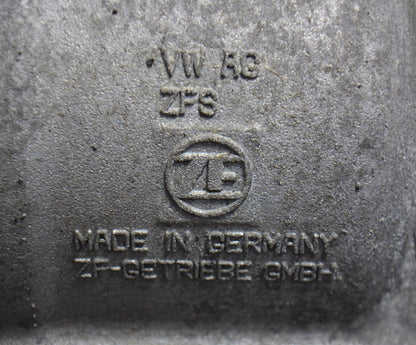 VW AG
ZFS
ZF
MADE IN GERMANY
ZF-GETRIEBE GMBH.